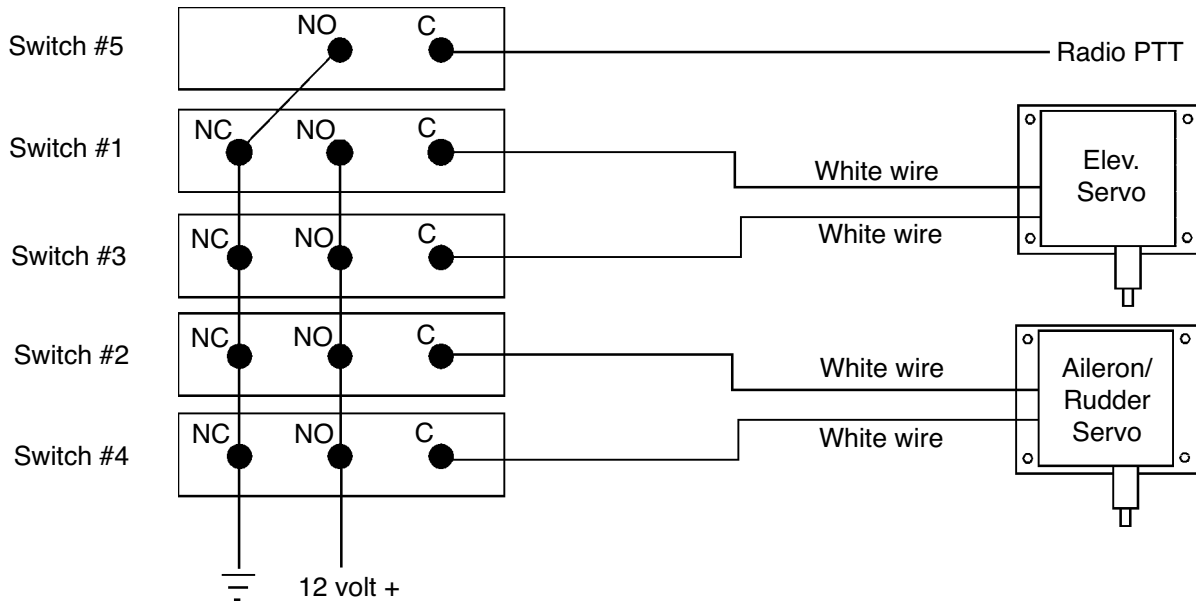 Switch #5
NO
C
Radio PTT
Switch #1
NC
NO
C
White wire
Elev.
Servo
Switch #3
NC
NO
C
White wire
Switch #2
NC
NO
C
White wire
Aileron/
Rudder
Servo
Switch #4
NC
NO
C
White wire
12 volt +